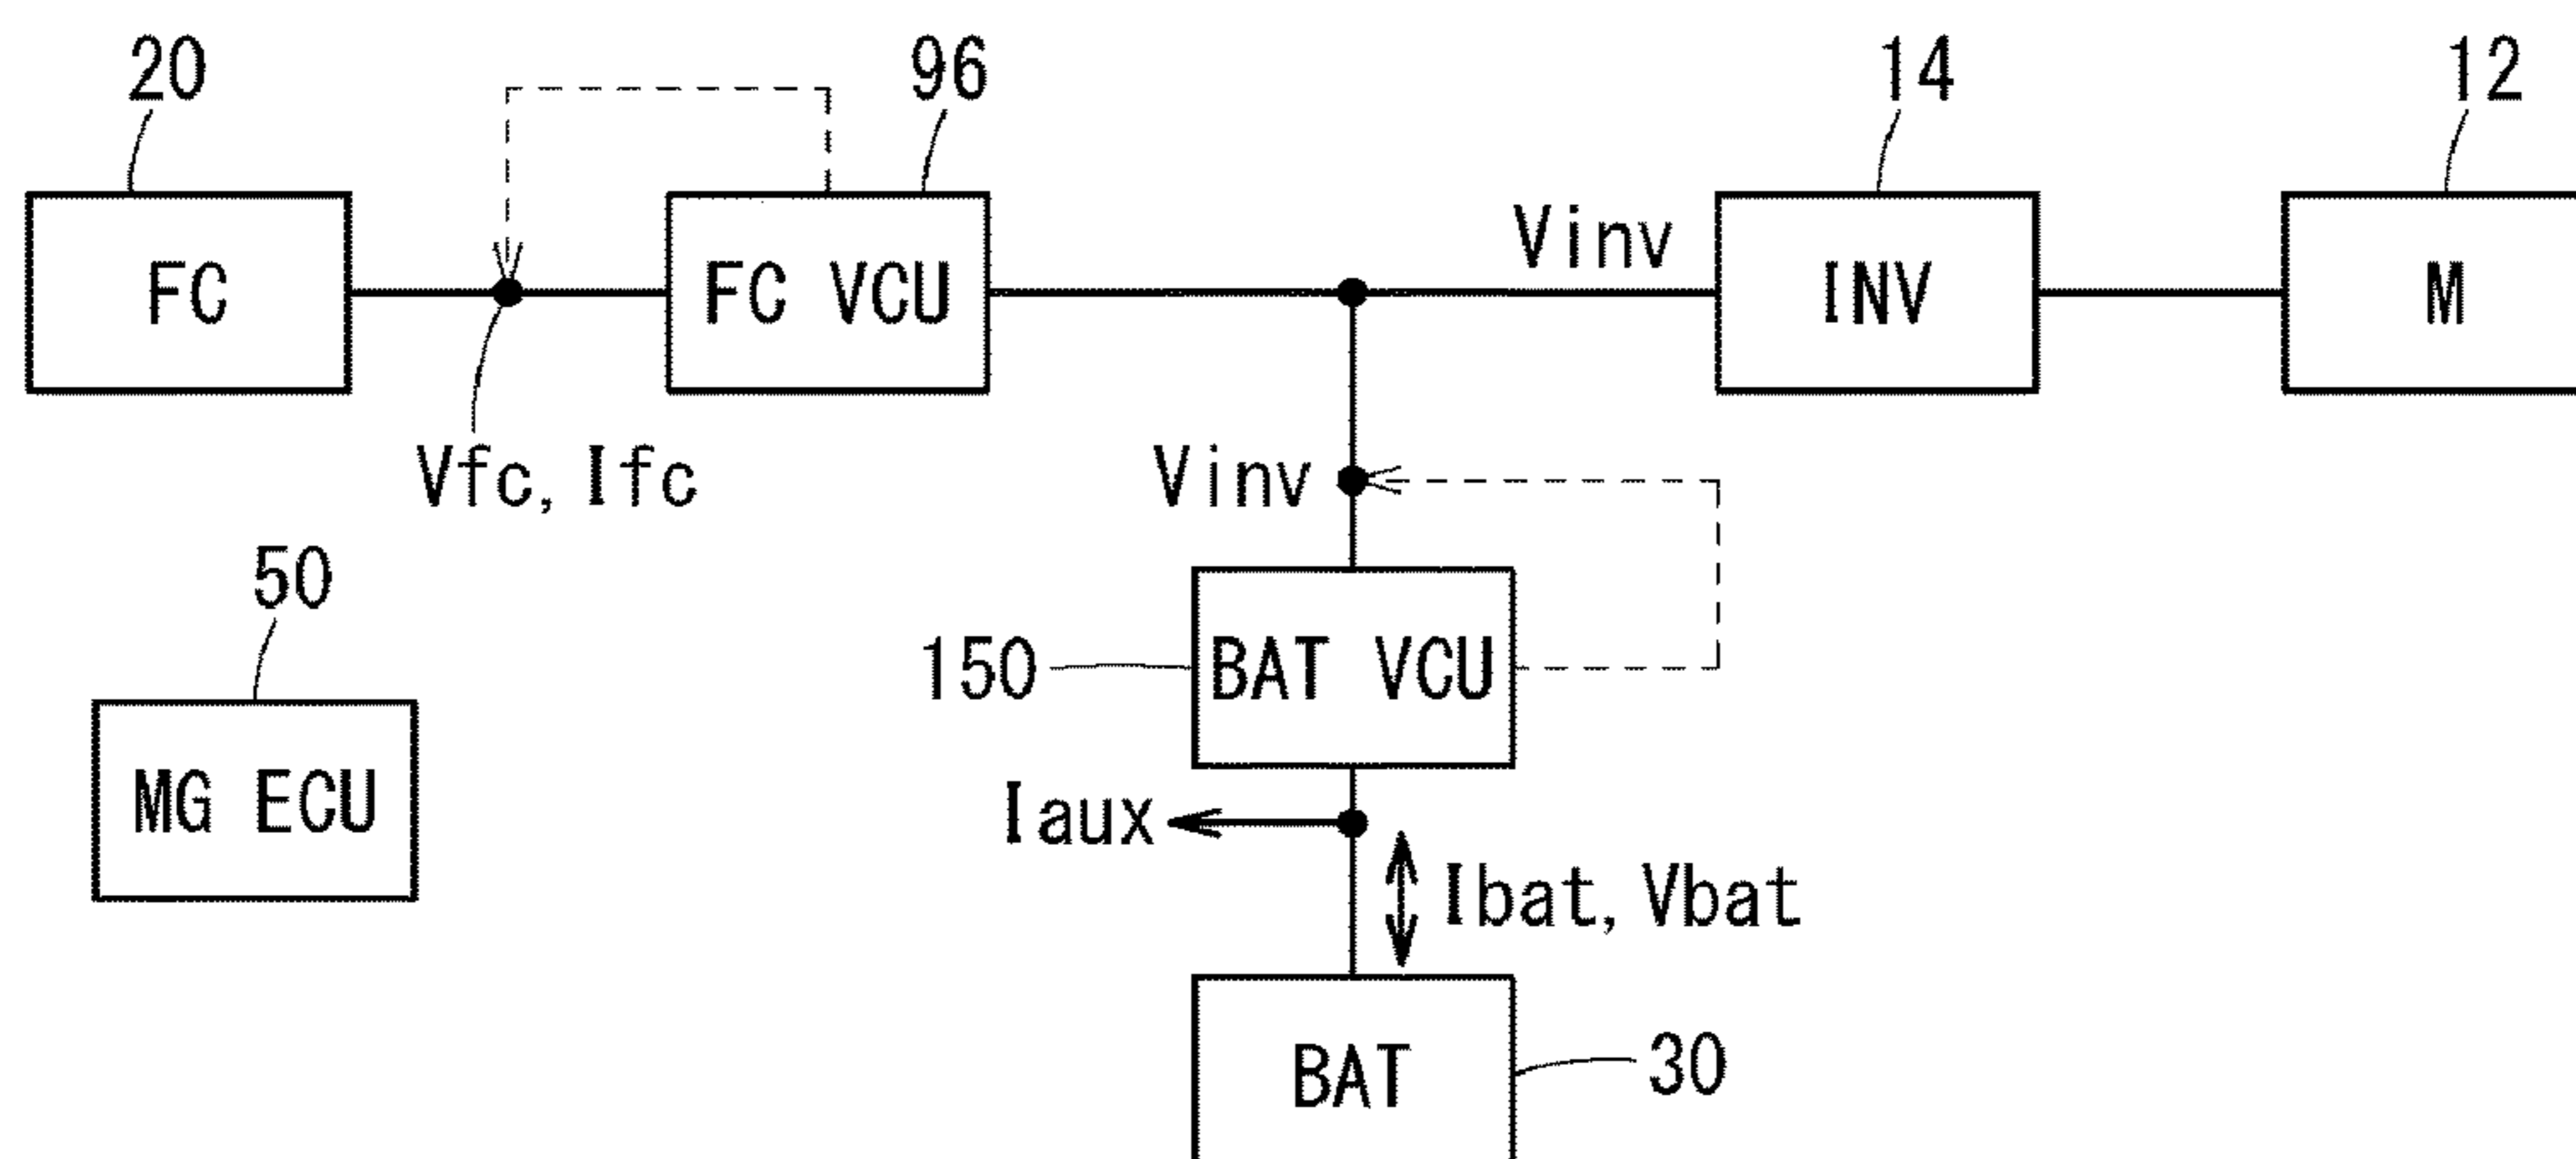 20 96 14 12
FC FC VCU Vinv INV M
Vfc, Ifc Vinv
50
150 BAT VCU
MG ECU Iaux
Ibat, Vbat
BAT 30